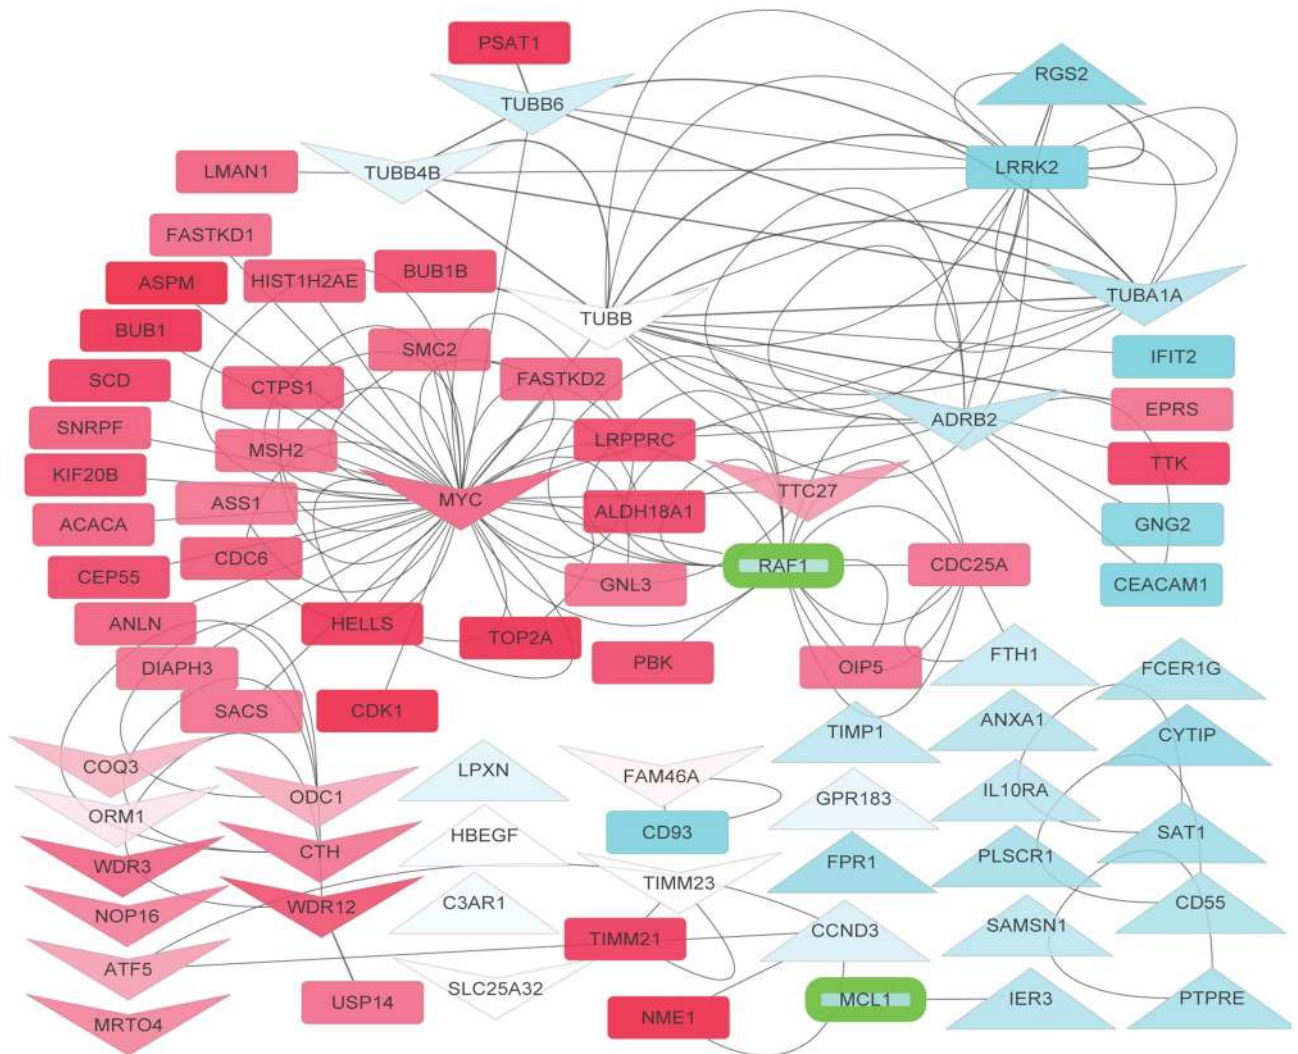 PSAT1
RGS2
TUBB6
LMAN1
TUBB4B
LRRK2
FASTKD1
ASPM
HIST1H2AE
BUB1B
TUBB
TUBA1A
BUB1
SMC2
IFIT2
SCD
CTPS1
FASTKD2
EPRS
SNRPF
MSH2
LRPPRC
ADRB2
TTK
KIF20B
ASS1
MYC
ALDH18A1
TTC27
GNG2
ACACA
CDC6
GNL3
RAF1
CDC25A
CEACAM1
CEP55
ANLN
HELLS
TOP2A
PBK
OIP5
FTH1
FCER1G
DIAPH3
SACS
CDK1
TIMP1
ANXA1
CYTIP
COQ3
ODC1
LPXN
FAM46A
GPR183
IL10RA
SAT1
ORM1
CTH
HBEGF
CD93
FPR1
PLSCR1
WDR3
WDR12
C3AR1
TIMM23
CD55
NOP16
TIMM21
CCND3
SAMSN1
ATF5
USP14
SLC25A32
NME1
MCL1
IER3
PTPRE
MRTO4